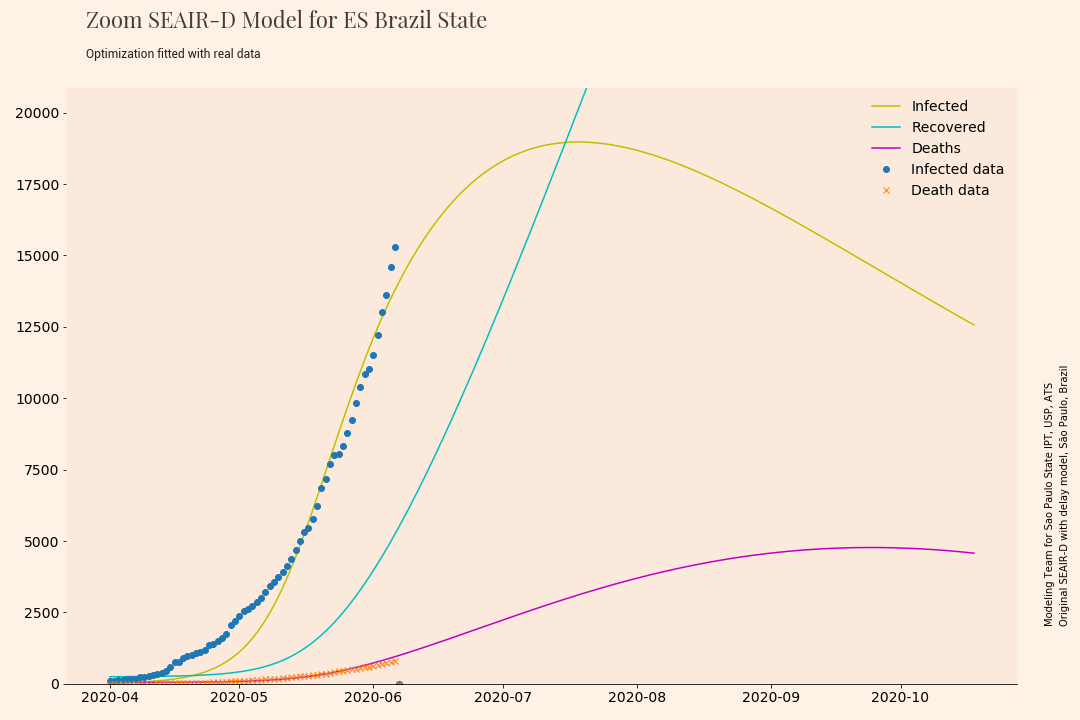 Zoom SEAIR-D Model for ES Brazil State
Optimization fitted with real data
20000
17500
15000
12500
10000
7500
5000
2500
0
2020-04
2020-05
2020-06
2020-07
2020-08
2020-09
2020-10
Infected
Recovered
Deaths
Infected data
Death data
Modeling Team for Sao Paulo State IPT, USP, ATS
Original SEAIR-D with delay model, São Paulo, Brazil